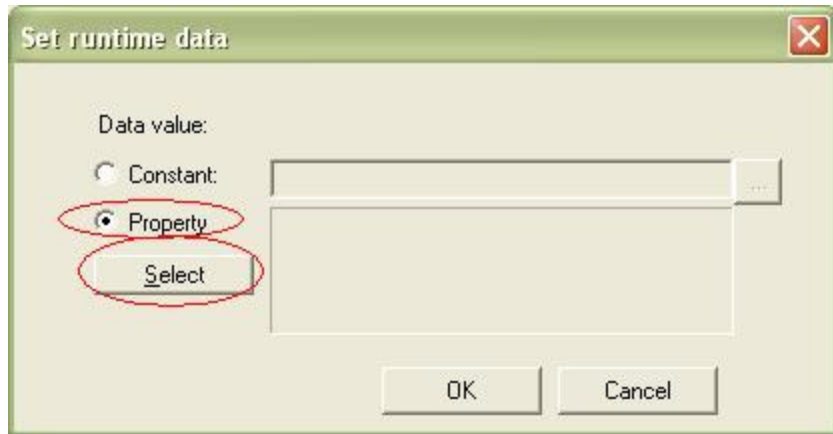 Set runtime data
Data value:
Constant:
...
Property
Select
OK
Cancel